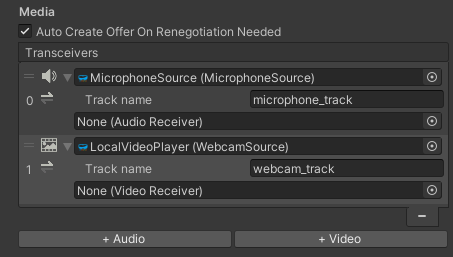 Media
Auto Create Offer On Renegotiation Needed
Transceivers
MicrophoneSource (MicrophoneSource)
0 Track name microphone_track
None (Audio Receiver)
LocalVideoPlayer (WebcamSource)
1 Track name webcam_track
None (Video Receiver)
+ Audio + Video